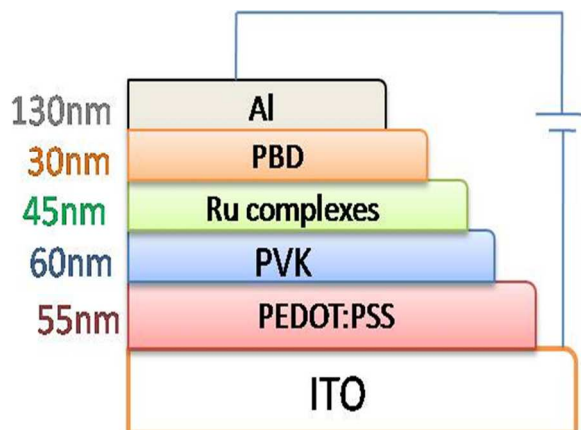 130nm Al
30nm PBD
45nm Ru complexes
60nm PVK
55nm PEDOT:PSS
ITO